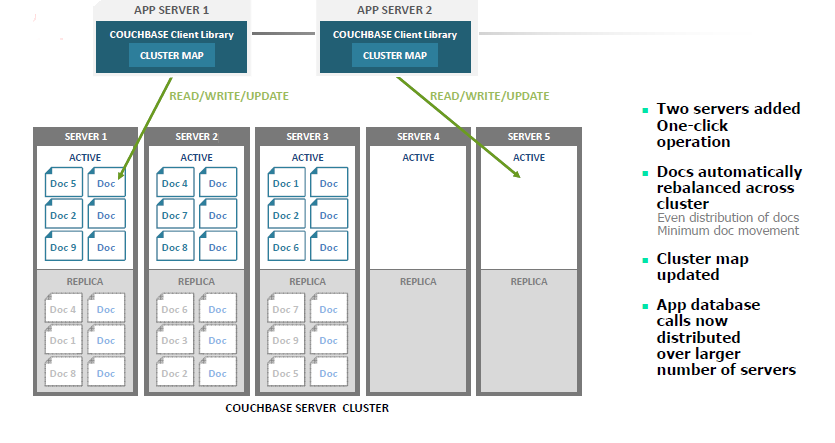 APP SERVER 1
APP SERVER 2
COUCHBASE Client Library
COUCHBASE Client Library
CLUSTER MAP
CLUSTER MAP
READ/WRITE/UPDATE
READ/WRITE/UPDATE
SERVER 1
SERVER 2
SERVER 3
SERVER 4
SERVER 5
ACTIVE
ACTIVE
ACTIVE
ACTIVE
ACTIVE
Doc 5 Doc
Doc 4 Doc
Doc 1 Doc
Doc 2 Doc
Doc 7 Doc
Doc 2 Doc
Doc 9 Doc
Doc 8 Doc
Doc 6 Doc
REPLICA
REPLICA
REPLICA
REPLICA
REPLICA
Doc 4 Doc
Doc 6 Doc
Doc 7 Doc
Doc 1 Doc
Doc 3 Doc
Doc 9 Doc
Doc 8 Doc
Doc 2 Doc
Doc 5 Doc
COUCHBASE SERVER CLUSTER
Two servers added
One-click
operation
Docs automatically
rebalanced across
cluster
Even distribution of docs
Minimum doc movement
Cluster map
updated
App database
calls now
distributed
over larger
number of servers